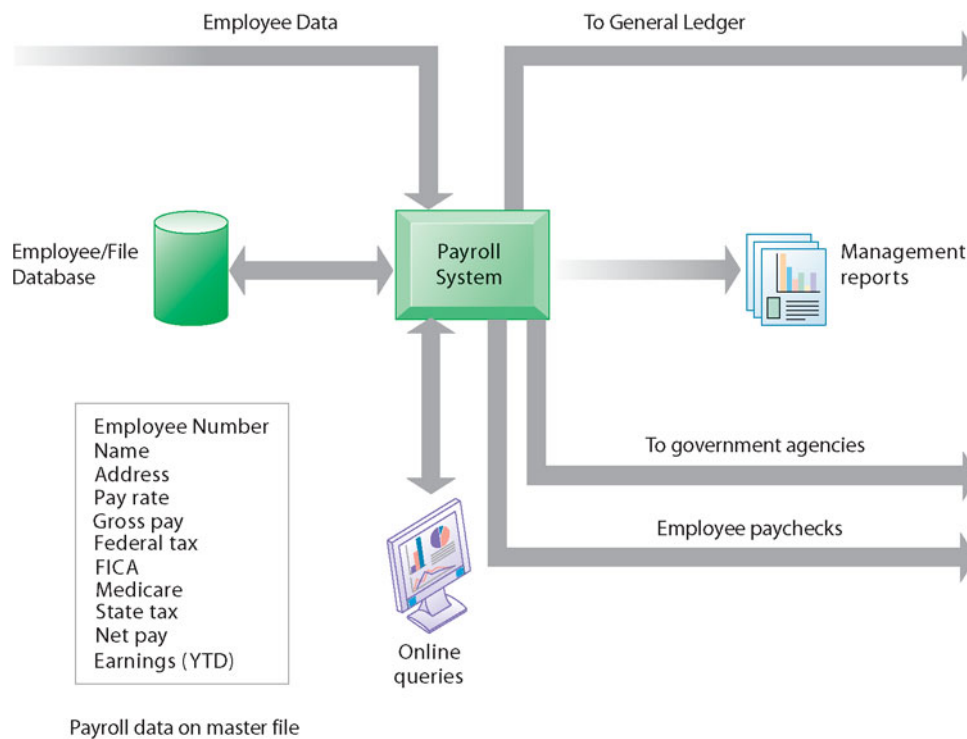 Employee Data
To General Ledger
Employee/File
Database
Payroll
System
Management
reports
Employee Number
Name
Address
Pay rate
Gross pay
Federal tax
FICA
Medicare
State tax
Net pay
Earnings (YTD)
To government agencies
Employee paychecks
Online
queries
Payroll data on master file